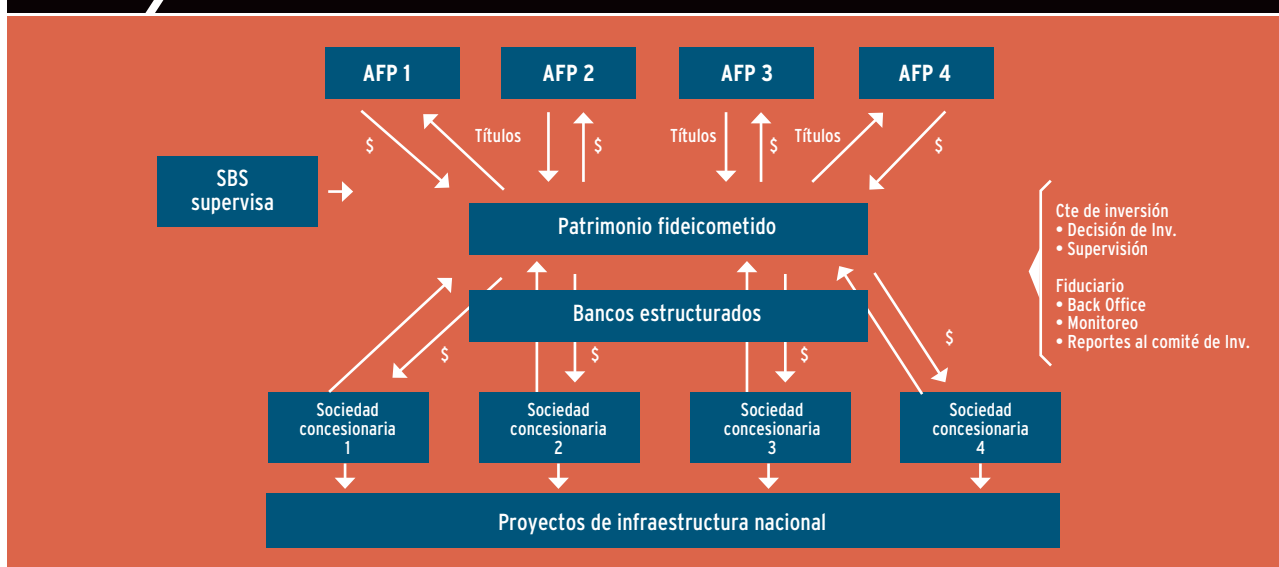 AFP 1
AFP 2
AFP 3
AFP 4
$
Títulos
$
Títulos
$
Títulos
$
SBS
supervisa
Patrimonio fideicometido
Cte de inversión
• Decisión de Inv.
• Supervisión
Fiduciario
• Back Office
• Monitoreo
• Reportes al comité de Inv.
Bancos estructurados
$
$
$
$
Sociedad
concesionaria
1
Sociedad
concesionaria
2
Sociedad
concesionaria
3
Sociedad
concesionaria
4
Proyectos de infraestructura nacional